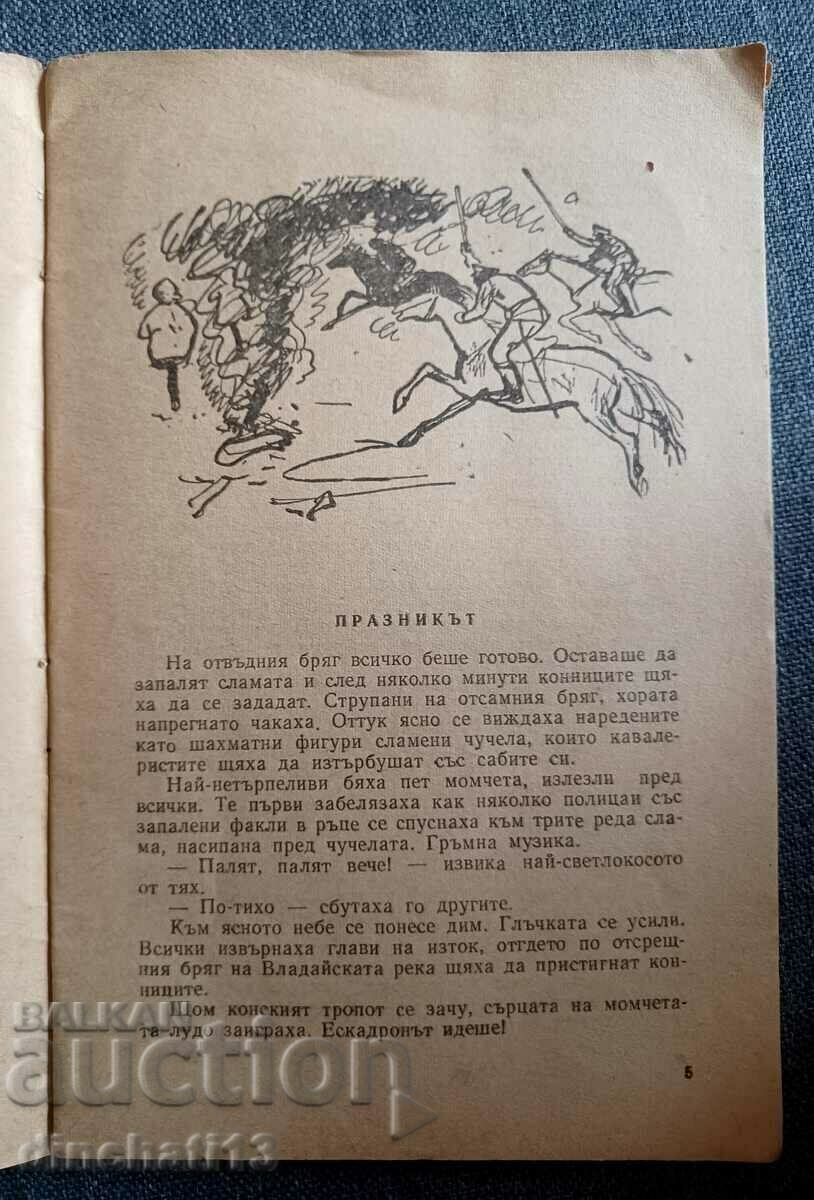 ПРАЗНИКЪТ
На отвъдния бряг всичко беше готово. Оставаше да
запалят сламата и след няколко минути конниците щя-
ха да се зададат. Струпани на отсамния бряг, хората
напрегнато чакаха. Оттук ясно се виждаха наредените
като шахматни фигури сламени чучела, които кавале-
ристите щяха да изтърбушат със сабите си.
Най-нетърпеливи бяха пет момчета, излезли пред
всички. Те първи забелязаха как няколко полицаи със
запалени факли в ръце се спуснаха към трите реда сла-
ма, насипана пред чучелата. Гръмна музика.
— Палят, палят вече! — извика най-светлокосото
от тях.
— По-тихо — сбутаха го другите.
Към ясното небе се понесе дим. Глъчката се усили.
Всички извърнаха глави на изток, отгдето по отсрещ-
ния бряг на Владайската река щяха да пристигнат кон-
ниците.
Щом конският тропот се зачу, сърцата на момчета-
та лудо заиграха. Ескадронът идеше!
5
BALKAN
auction
dinchati13